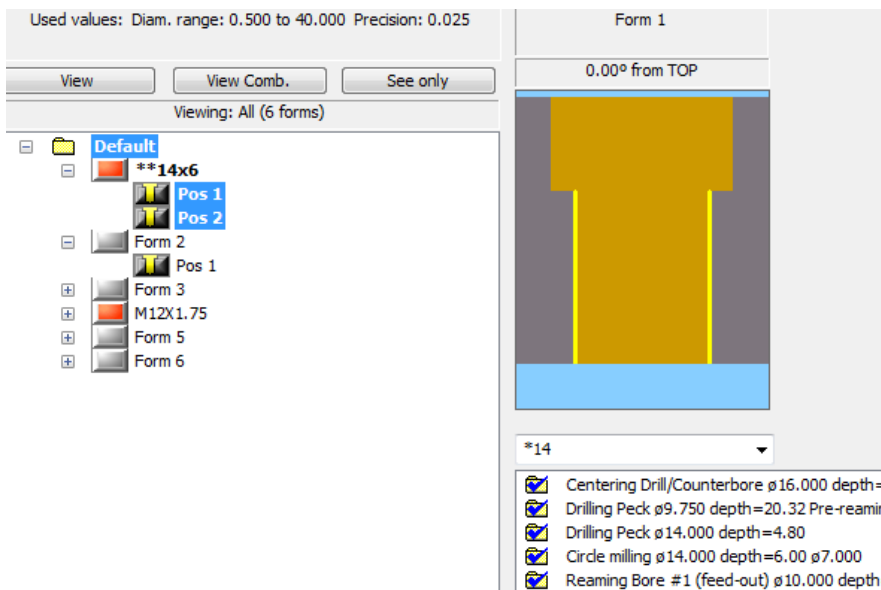 Used values: Diam. range: 0.500 to 40.000 Precision: 0.025
Form 1
View
View Comb.
See only
0.00º from TOP
Viewing: All (6 forms)
Default
**14x6
Pos 1
Pos 2
Form 2
Pos 1
Form 3
M12X1.75
Form 5
Form 6
*14
Centering Drill/Counterbore ø16.000 depth=
Drilling Peck ø9.750 depth=20.32 Pre-reamin
Drilling Peck ø14.000 depth=4.80
Circle milling ø14.000 depth=6.00 ø7.000
Reaming Bore #1 (feed-out) ø10.000 depth